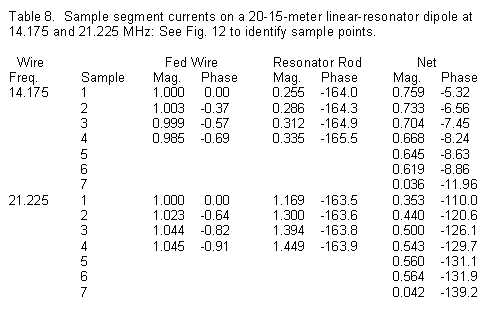 Table 8. Sample segment currents on a 20-15-meter linear-resonator dipole at
14.175 and 21.225 MHz: See Fig. 12 to identify sample points.
Wire Fed Wire Resonator Rod Net
Freq. Sample Mag. Phase Mag. Phase Mag. Phase
14.175 1 1.000 0.00 0.255 -164.0 0.759 -5.32
2 1.003 -0.37 0.286 -164.3 0.733 -6.56
3 0.999 -0.57 0.312 -164.9 0.704 -7.45
4 0.985 -0.69 0.335 -165.5 0.668 -8.24
5 0.645 -8.63
6 0.619 -8.86
7 0.036 -11.96
21.225 1 1.000 0.00 1.169 -163.5 0.353 -110.0
2 1.023 -0.64 1.300 -163.6 0.440 -120.6
3 1.044 -0.82 1.394 -163.8 0.500 -126.1
4 1.045 -0.91 1.449 -163.9 0.543 -129.7
5 0.560 -131.1
6 0.564 -131.9
7 0.042 -139.2